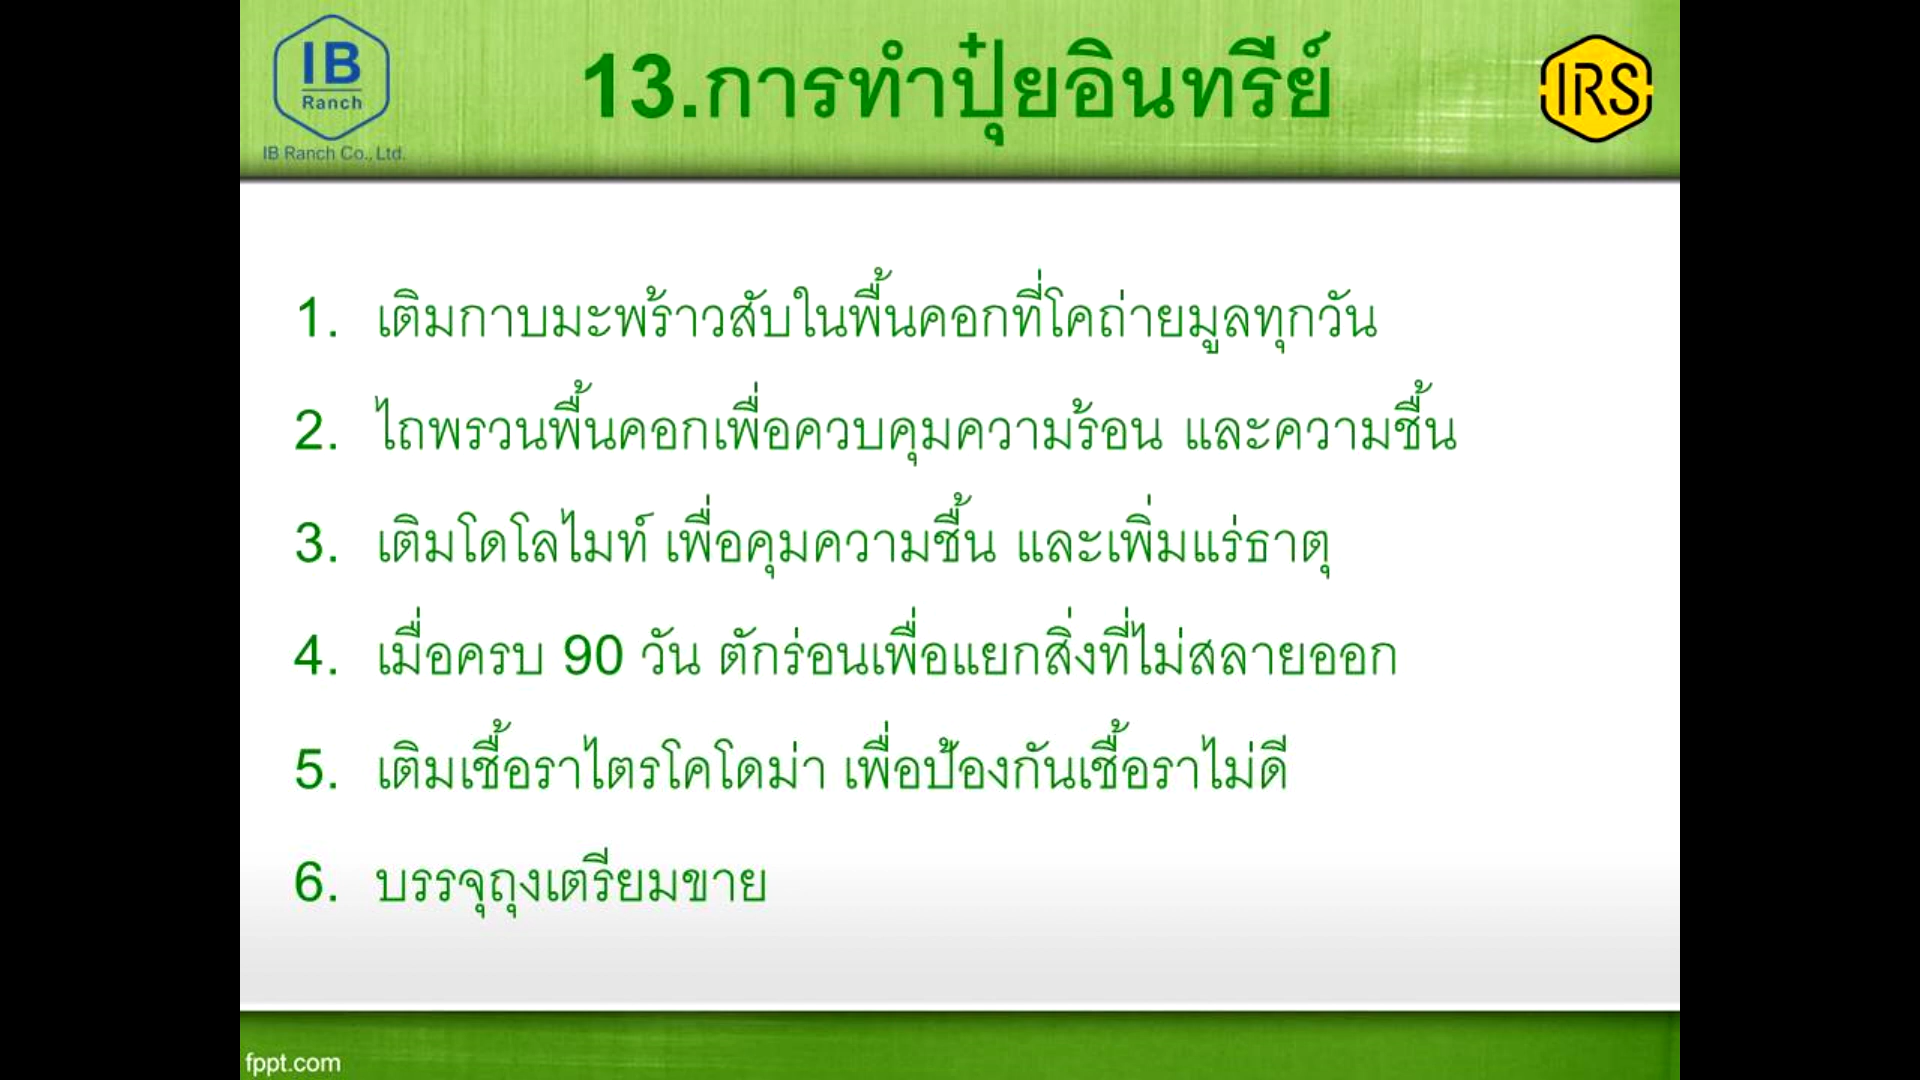 IB
Ranch
IB Ranch Co., Ltd.
13.การทำปุ๋ยอินทรีย์
IRS
1. เติมกาบมะพร้าวสับในพื้นคอกที่โคถ่ายมูลทุกวัน
2. ไถพรวนพื้นคอกเพื่อควบคุมความร้อน และความชื้น
3. เติมโดโลไมท์ เพื่อคุมความชื้น และเพิ่มแร่ธาตุ
4. เมื่อครบ 90 วัน ตักร่อนเพื่อแยกสิ่งที่ไม่สลายออก
5. เติมเชื้อราไตรโคโดม่า เพื่อป้องกันเชื้อราไม่ดี
6. บรรจุถุงเตรียมขาย
fppt.com